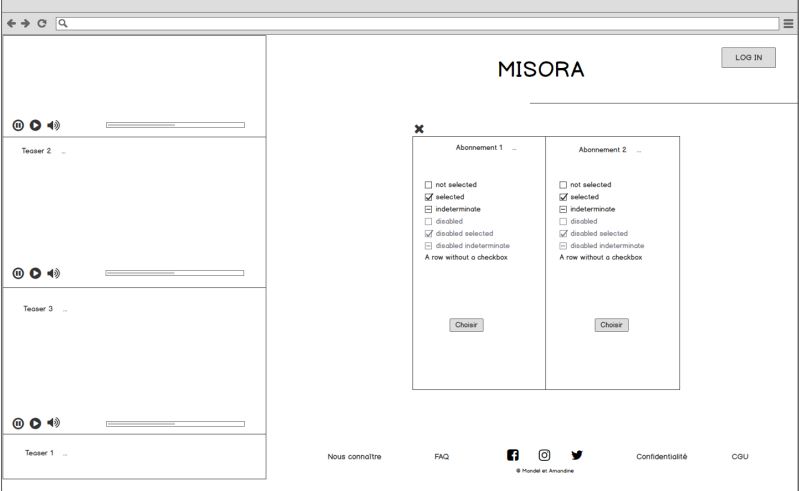 MISORA
LOG IN
Teaser 2 ...
Teaser 3 ...
Teaser 1 ...
Abonnement 1 ...
not selected
selected
indeterminate
disabled
disabled selected
disabled indeterminate
A row without a checkbox
Choisir
Abonnement 2 ...
not selected
selected
indeterminate
disabled
disabled selected
disabled indeterminate
A row without a checkbox
Choisir
Nous connaître
FAQ
© Mandel et Amandine
Confidentialité
CGU